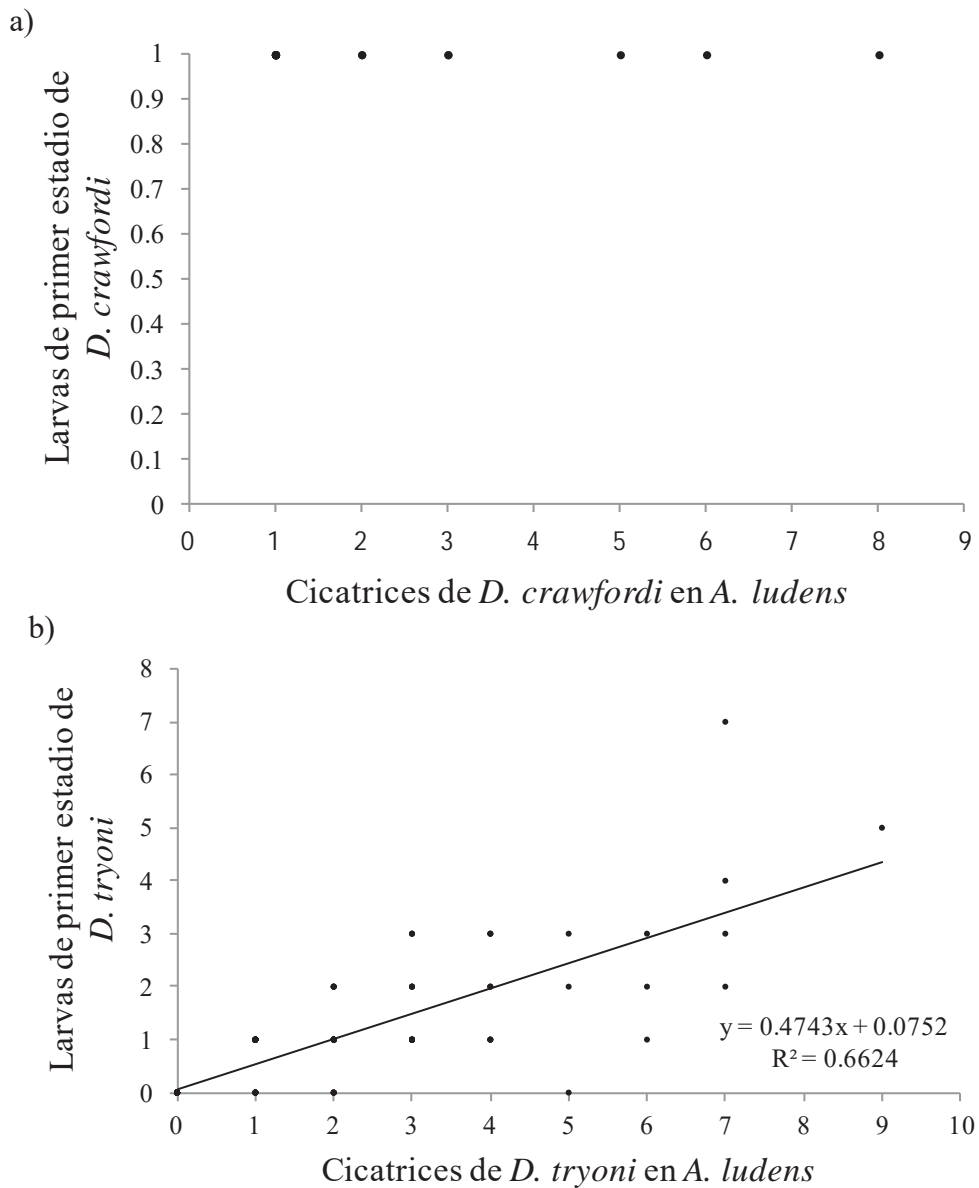 a)
Larvas de primer estadio de
D. crawfordi
1
0.9
0.8
0.7
0.6
0.5
0.4
0.3
0.2
0.1
0
0 1 2 3 4 5 6 7 8 9
Cicatrices de D. crawfordi en A. ludens
b)
Larvas de primer estadio de
D. tryoni
8
7
6
5
4
3
2
1
0
y = 0.4743x + 0.0752
R² = 0.6624
0 1 2 3 4 5 6 7 8 9 10
Cicatrices de D. tryoni en A. ludens